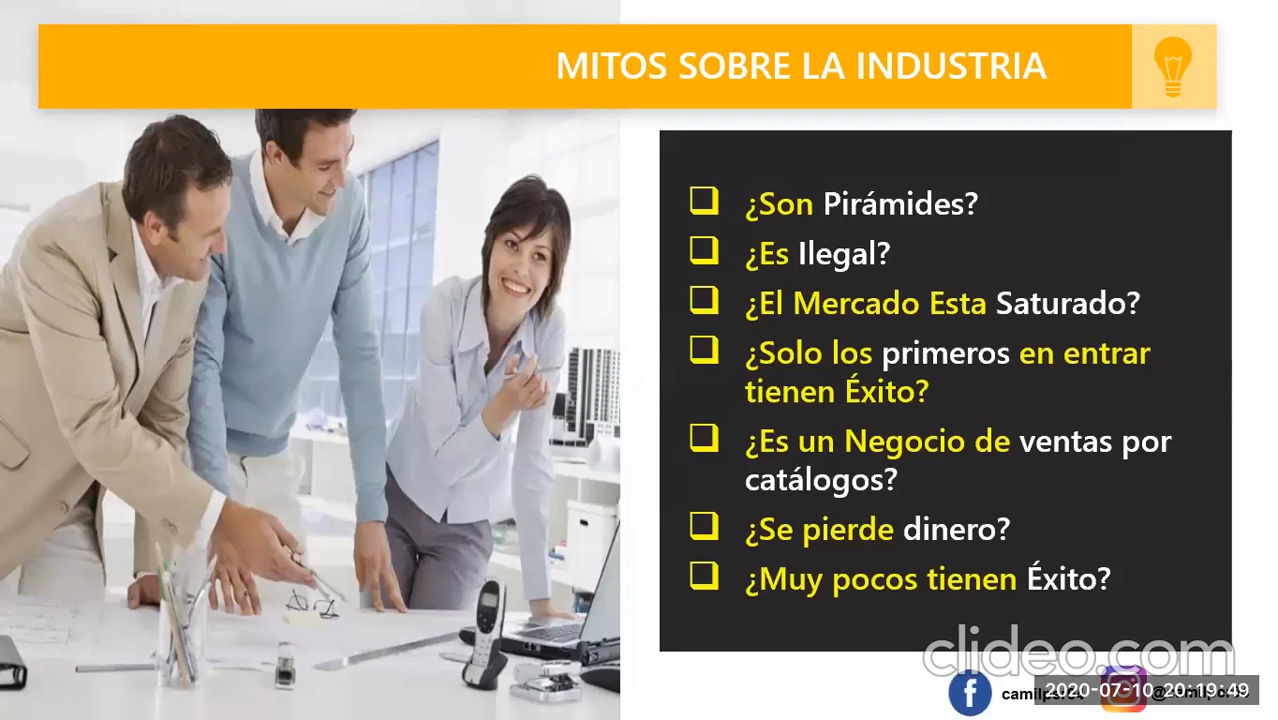 MITOS SOBRE LA INDUSTRIA
¿Son Pirámides?
¿Es Ilegal?
¿El Mercado Esta Saturado?
¿Solo los primeros en entrar
tienen Éxito?
¿Es un Negocio de ventas por
catálogos?
¿Se pierde dinero?
¿Muy pocos tienen Éxito?
clideo.com
2020-07-10 20:19:49